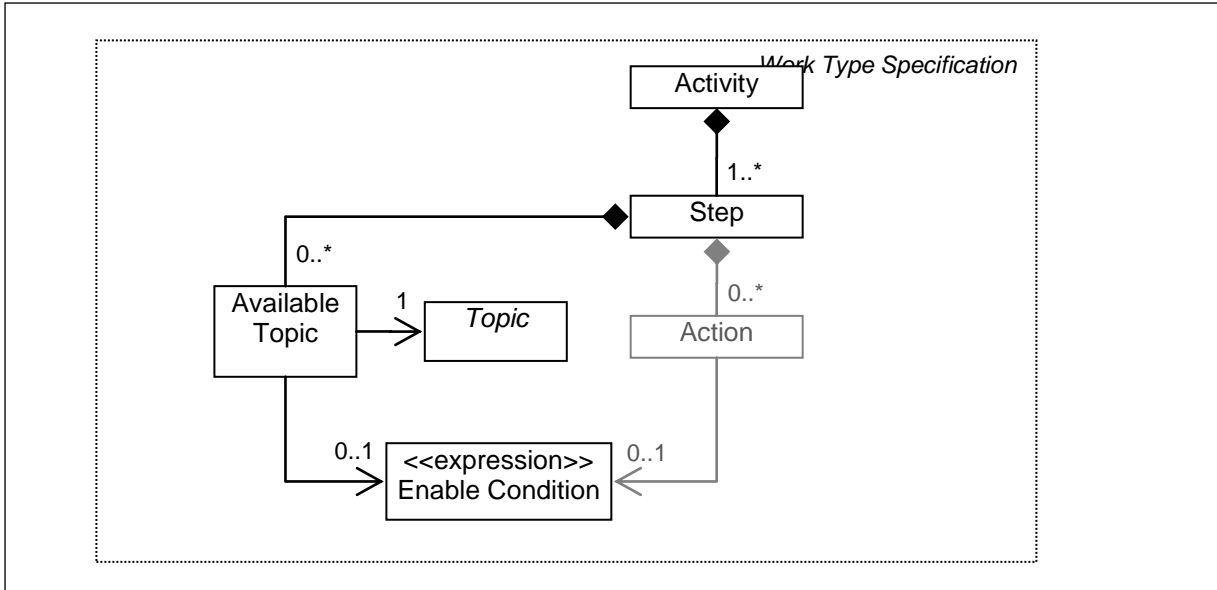 Work Type Specification
Activity
1..*
Step
0..*
0..*
Available
Topic
1
Topic
Action
0..1
<<expression>>
Enable Condition
0..1